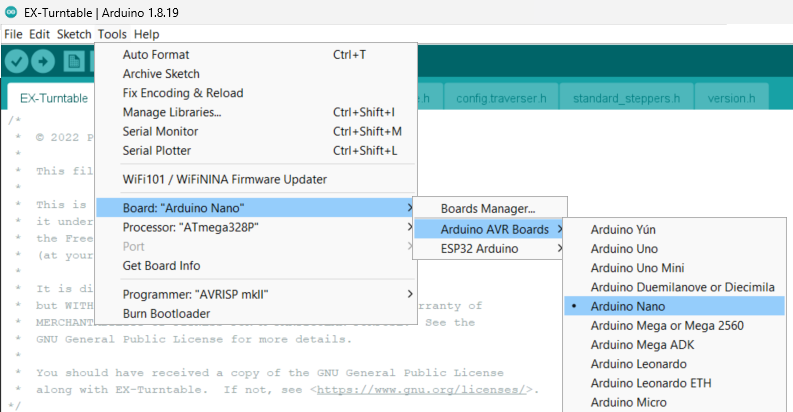 EX-Turntable | Arduino 1.8.19
File Edit Sketch Tools Help
EX-Turntable
.h
config.traverser.h
standard_steppers.h
version.h
Auto Format Ctrl+T
Archive Sketch
Fix Encoding & Reload
Manage Libraries... Ctrl+Shift+I
Serial Monitor Ctrl+Shift+M
Serial Plotter Ctrl+Shift+L
WiFi101 / WiFiNINA Firmware Updater
Board: "Arduino Nano"
Processor: "ATmega328P"
Port
Get Board Info
Programmer: "AVRISP mkII"
Burn Bootloader
Boards Manager...
Arduino AVR Boards
ESP32 Arduino
Arduino Yún
Arduino Uno
Arduino Uno Mini
Arduino Duemilanove or Diecimila
Arduino Nano
Arduino Mega or Mega 2560
Arduino Mega ADK
Arduino Leonardo
Arduino Leonardo ETH
Arduino Micro
/*
* © 2022 P
*
* This fil
*
* This is
* it under
* the Free
* (at your
*
* It is di
* but WITH rranty of
* See the
* GNU General Public License for more details.
*
* You should have received a copy of the GNU General Public License
* along with EX-Turntable. If not, see <https://www.gnu.org/licenses/>.
*/